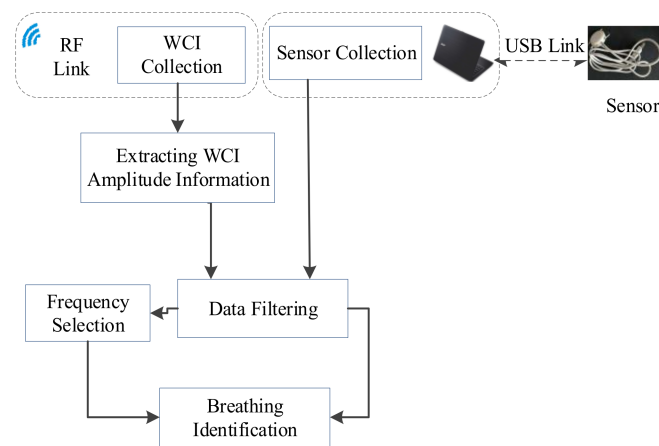 RF
Link
WCI
Collection
Sensor Collection
USB Link
Sensor
Extracting WCI
Amplitude Information
Frequency
Selection
Data Filtering
Breathing
Identification